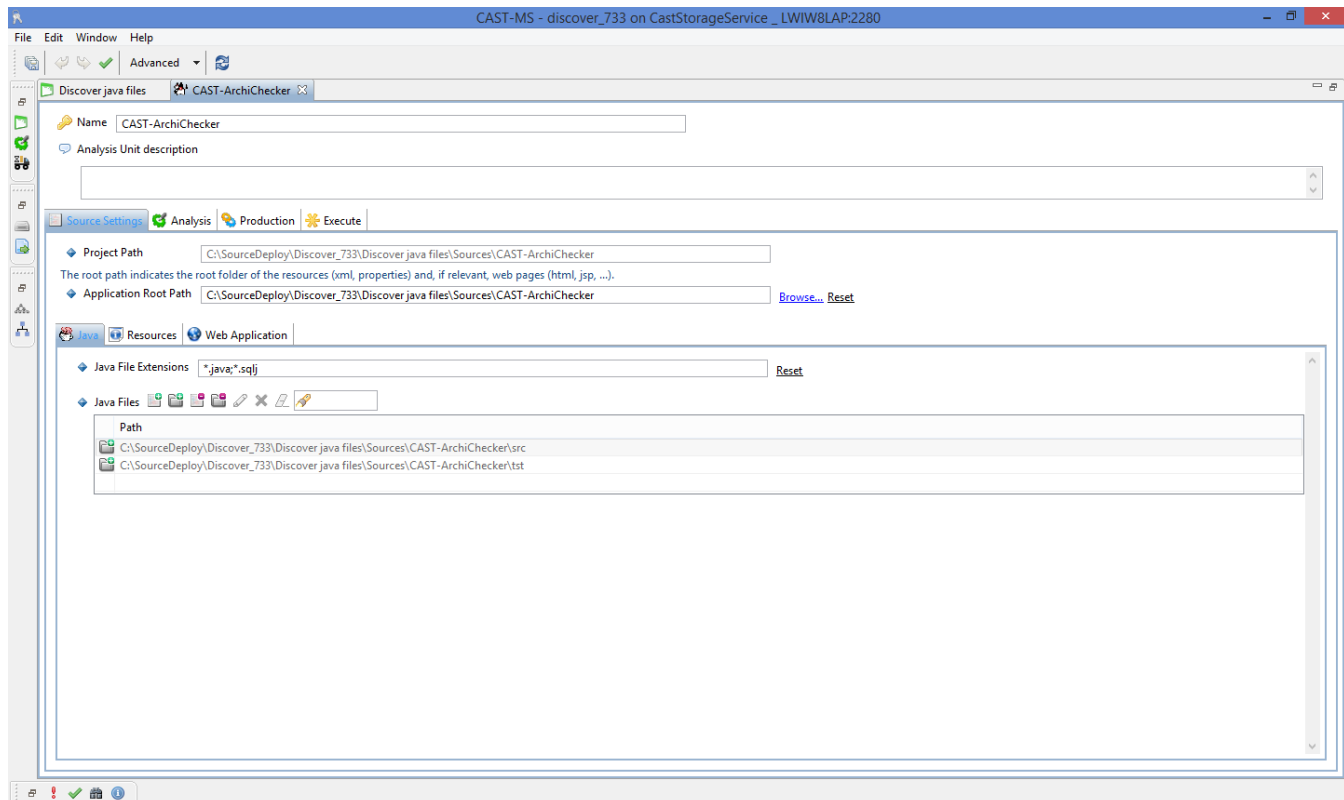 CAST-MS - discover_733 on CastStorageService _ LWIW8LAP:2280
File Edit Window Help
Advanced
Discover java files CAST-ArchiChecker
Name CAST-ArchiChecker
Analysis Unit description
Source Settings Analysis Production Execute
Project Path C:\SourceDeploy\Discover_733\Discover java files\Sources\CAST-ArchiChecker
The root path indicates the root folder of the resources (xml, properties) and, if relevant, web pages (html, jsp, ...).
Application Root Path C:\SourceDeploy\Discover_733\Discover java files\Sources\CAST-ArchiChecker Browse... Reset
Java Resources Web Application
Java File Extensions *.java;*.sqlj Reset
Java Files
Path
C:\SourceDeploy\Discover_733\Discover java files\Sources\CAST-ArchiChecker\src
C:\SourceDeploy\Discover_733\Discover java files\Sources\CAST-ArchiChecker\tst